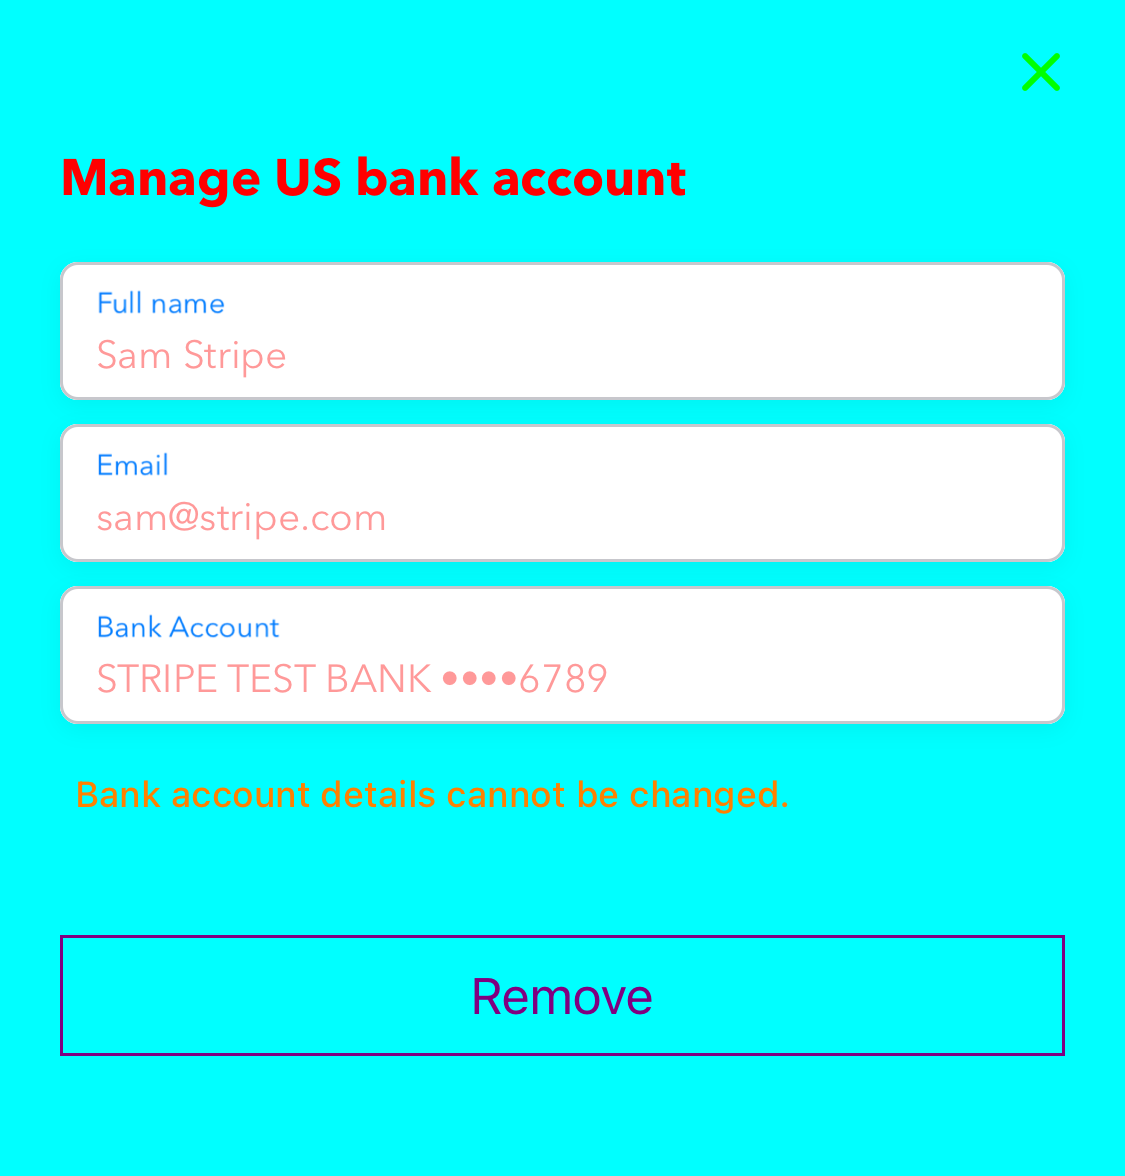 Manage US bank account
Full name
Sam Stripe
Email
sam@stripe.com
Bank Account
STRIPE TEST BANK ••••6789
Bank account details cannot be changed.
Remove